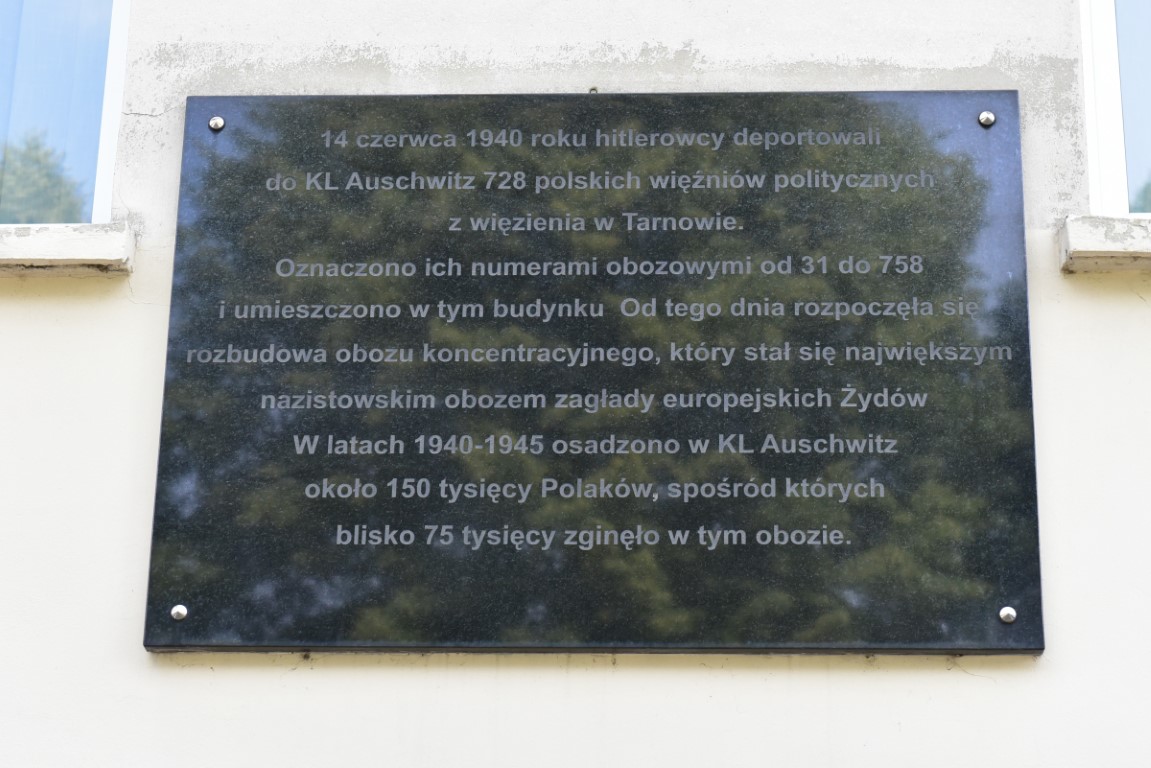 14 czerwca 1940 roku hitlerowcy deportowali
do KL Auschwitz 728 polskich więźniów politycznych
z więzienia w Tarnowie.
Oznaczono ich numerami obozowymi od 31 do 758
i umieszczono w tym budynku Od tego dnia rozpoczęła się
rozbudowa obozu koncentracyjnego, który stał się największym
nazistowskim obozem zagłady europejskich Żydów
W latach 1940-1945 osadzono w KL Auschwitz
około 150 tysięcy Polaków, spośród których
blisko 75 tysięcy zginęło w tym obozie.